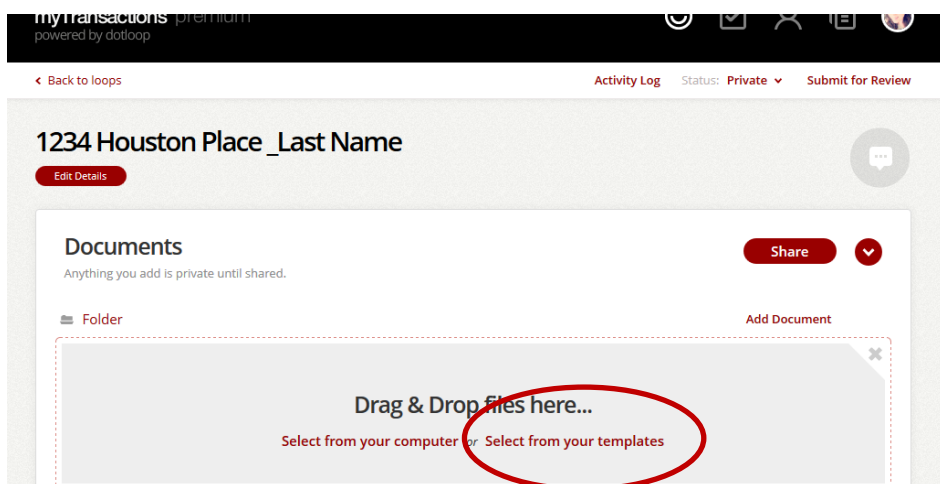 myTransactions premium
powered by dotloop
Back to loops
Activity Log Status: Private Submit for Review
1234 Houston Place _Last Name
Edit Details
Documents
Share
Anything you add is private until shared.
Folder
Add Document
Drag & Drop files here...
Select from your computer or Select from your templates